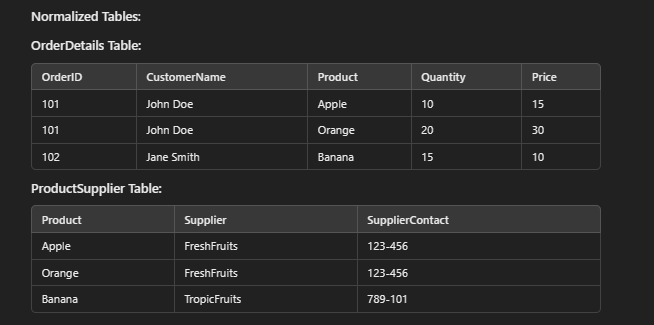 Normalized Tables:
OrderDetails Table:
OrderID CustomerName Product Quantity Price
101 John Doe Apple 10 15
101 John Doe Orange 20 30
102 Jane Smith Banana 15 10
ProductSupplier Table:
Product Supplier SupplierContact
Apple FreshFruits 123-456
Orange FreshFruits 123-456
Banana TropicFruits 789-101